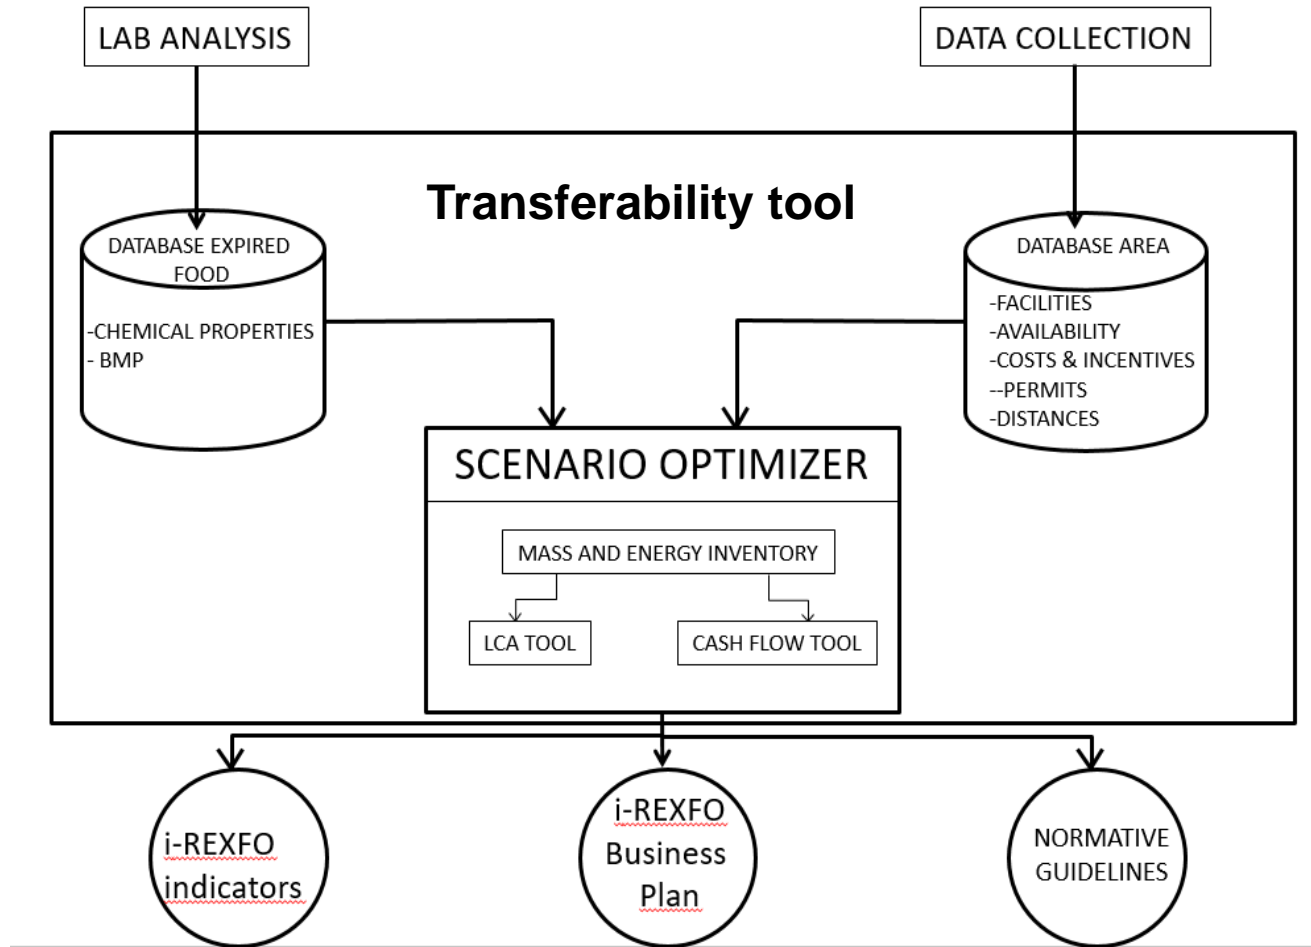 LAB ANALYSIS
DATA COLLECTION
Transferability tool
DATABASE EXPIRED
FOOD
-CHEMICAL PROPERTIES
- BMP
DATABASE AREA
-FACILITIES
-AVAILABILITY
-COSTS & INCENTIVES
--PERMITS
-DISTANCES
SCENARIO OPTIMIZER
MASS AND ENERGY INVENTORY
LCA TOOL
CASH FLOW TOOL
i-REXFO
indicators
i-REXFO
Business
Plan
NORMATIVE
GUIDELINES